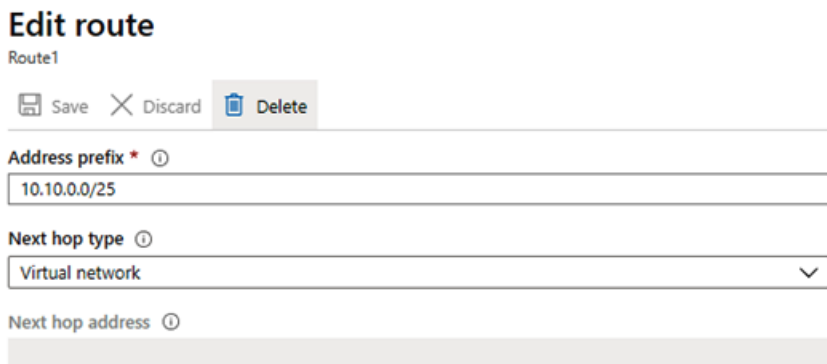 Edit route
Route1
Save Discard Delete
Address prefix *
10.10.0.0/25
Next hop type
Virtual network
Next hop address